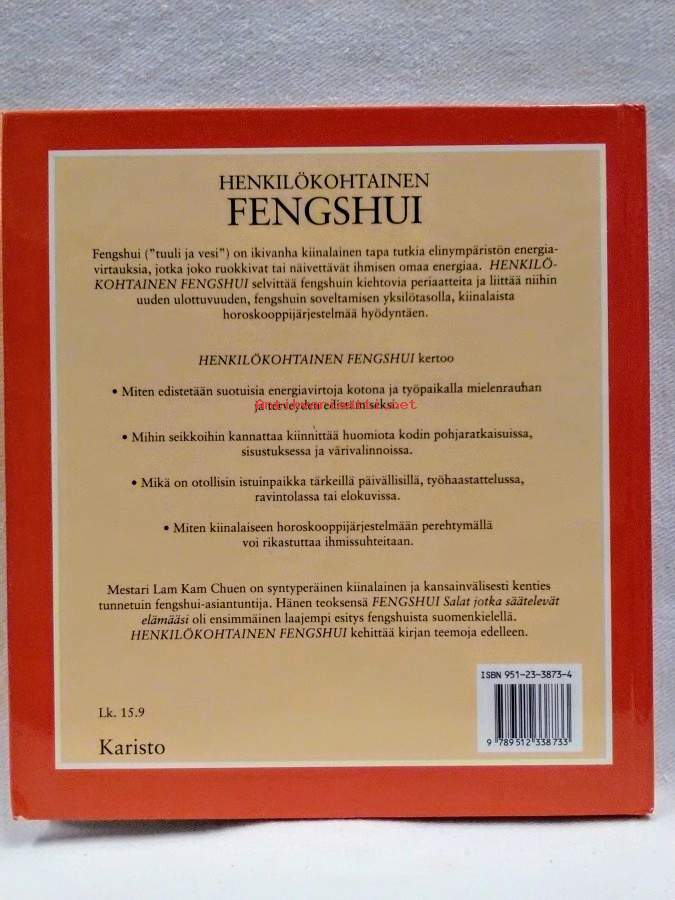 HENKILÖKOHTAINEN
FENGSHUI
Fengshui ("tuuli ja vesi") on ikivanha kiinalainen tapa tutkia elinympäristön energia-
virtauksia, jotka joko ruokkivat tai näivettävät ihmisen omaa energiaa. HENKILÖ-
KOHTAINEN FENGSHUI selvittää fengshuin kiehtovia periaatteita ja liittää niihin
uuden ulottuvuuden, fengshuin soveltamisen yksilötasolla, kiinalaista
horoskooppijärjestelmää hyödyntäen.
HENKILÖKOHTAINEN FENGSHUI kertoo
• Miten edistetään suotuisia energiavirtoja kotona ja työpaikalla mielenrauhan
ja terveyden edistämiseksi.
Antikvariaatti.net
• Mihin seikkoihin kannattaa kiinnittää huomiota kodin pohjaratkaisuissa,
sisustuksessa ja värivalinnoissa.
• Mikä on otollisin istuinpaikka tärkeillä päivällisillä, työhaastattelussa,
ravintolassa tai elokuvissa.
• Miten kiinalaiseen horoskooppijärjestelmään perehtymällä
voi rikastuttaa ihmissuhteitaan.
Mestari Lam Kam Chuen on syntyperäinen kiinalainen ja kansainvälisesti kenties
tunnetuin fengshui-asiantuntija. Hänen teoksensä FENGSHUI Salat jotka säätelevät
elämääsi oli ensimmäinen laajempi esitys fengshuista suomenkielellä.
HENKILÖKOHTAINEN FENGSHUI kehittää kirjan teemoja edelleen.
ISBN 951-23-3873-4
9 789512 338733
Lk. 15.9
Karisto